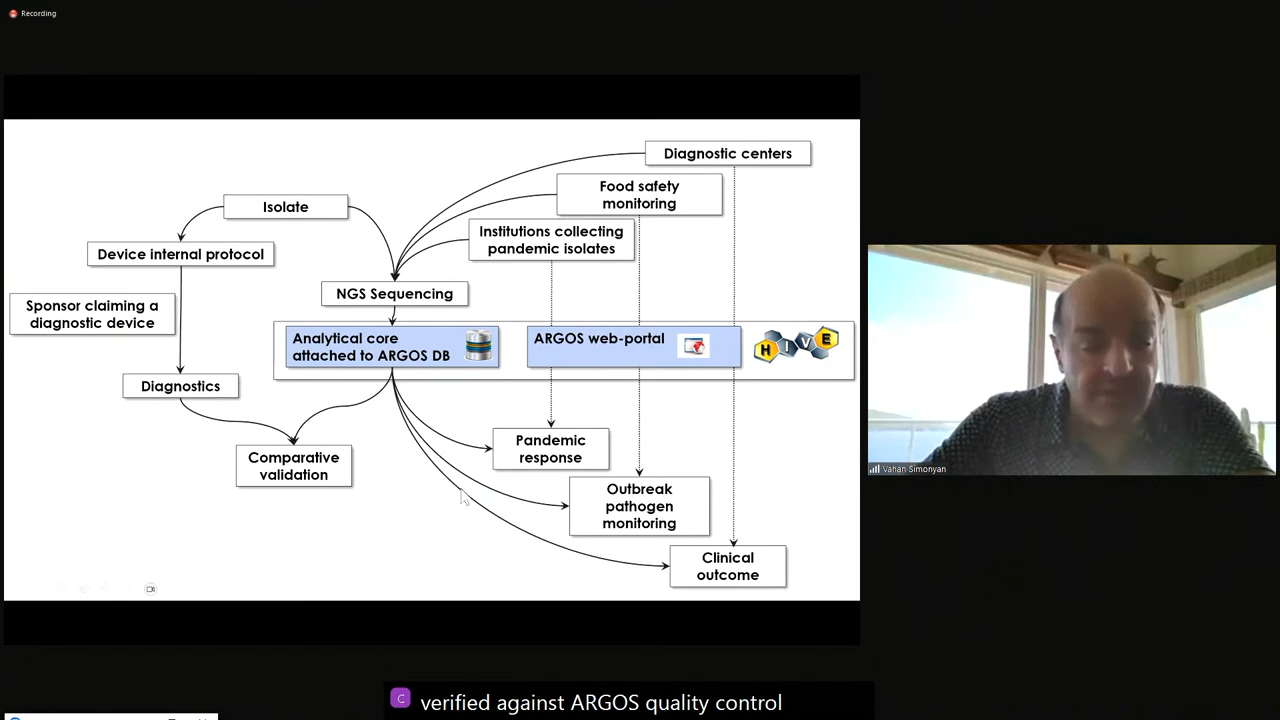 Recording
Diagnostic centers
Food safety
monitoring
Isolate
Institutions collecting
pandemic isolates
Device internal protocol
NGS Sequencing
Sponsor claiming a
diagnostic device
Analytical core
attached to ARGOS DB
ARGOS web-portal
HIVE
Diagnostics
Comparative
validation
Pandemic
response
Outbreak
pathogen
monitoring
Clinical
outcome
Vahan Simonyan
C
verified against ARGOS quality control